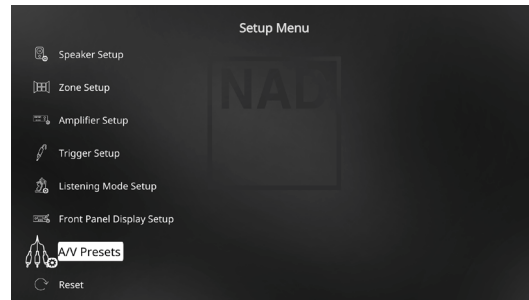 Setup Menu
Speaker Setup
Zone Setup
Amplifier Setup
Trigger Setup
Listening Mode Setup
Front Panel Display Setup
A/V Presets
Reset
NAD